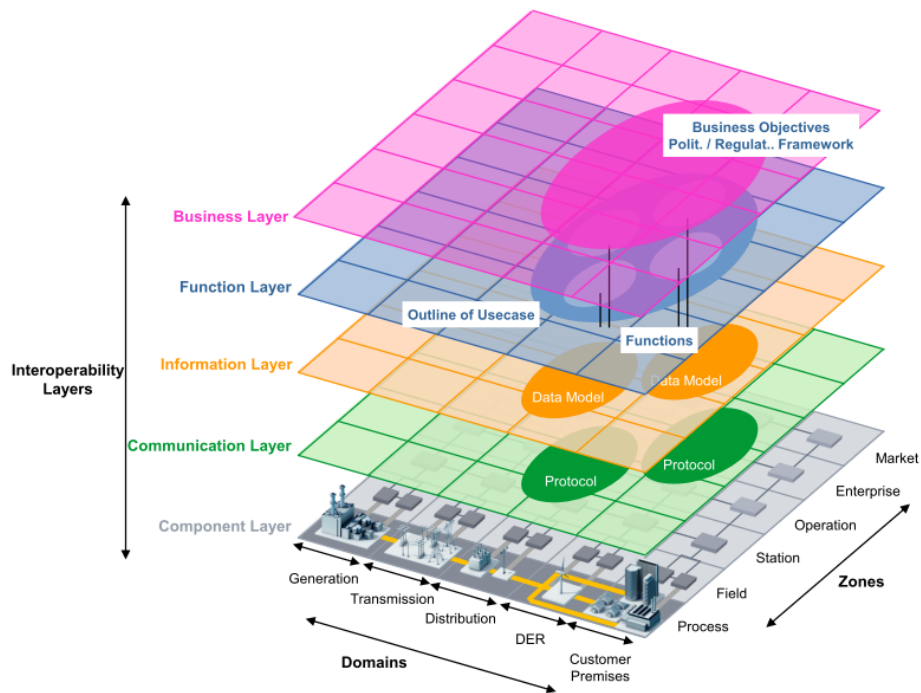 Business Objectives
Polit. / Regulat.. Framework
Business Layer
Function Layer
Outline of Usecase
Functions
Information Layer
Data Model
Data Model
Interoperability
Layers
Communication Layer
Protocol
Protocol
Component Layer
Market
Enterprise
Operation
Station
Field
Process
Zones
Generation
Transmission
Distribution
DER
Customer
Premises
Domains